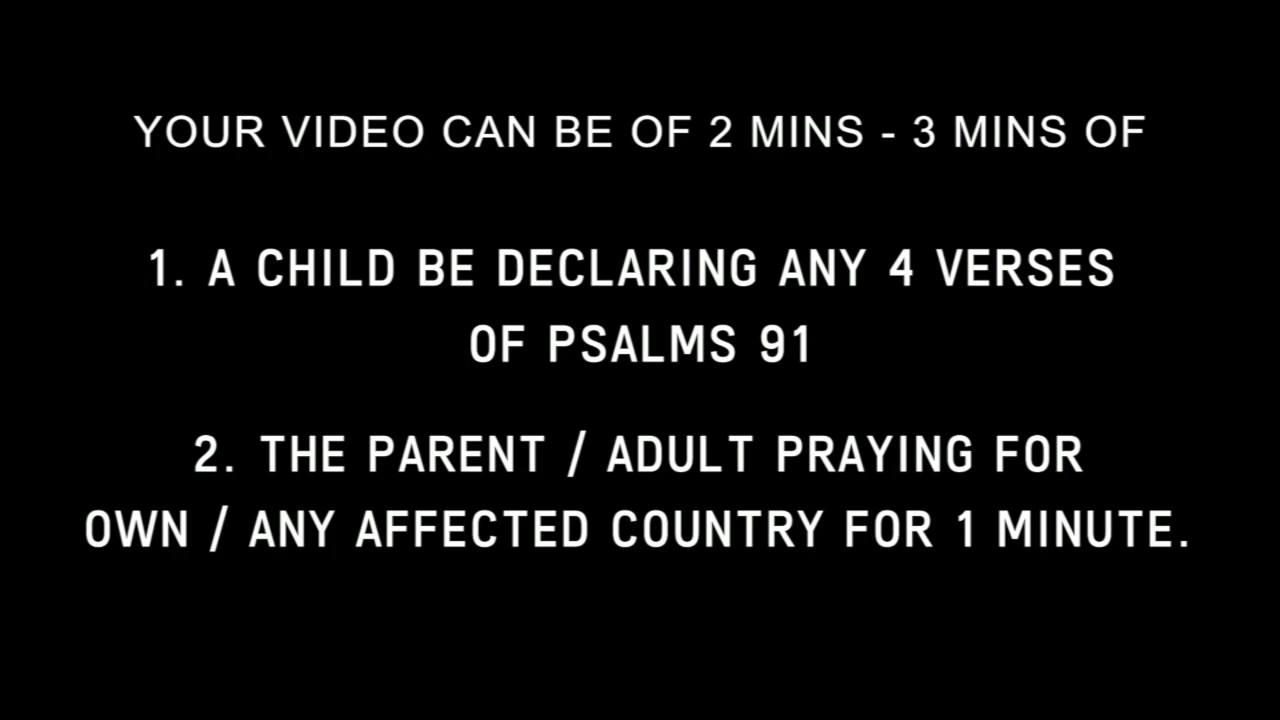 YOUR VIDEO CAN BE OF 2 MINS - 3 MINS OF
1. A CHILD BE DECLARING ANY 4 VERSES
OF PSALMS 91
2. THE PARENT / ADULT PRAYING FOR
OWN / ANY AFFECTED COUNTRY FOR 1 MINUTE.